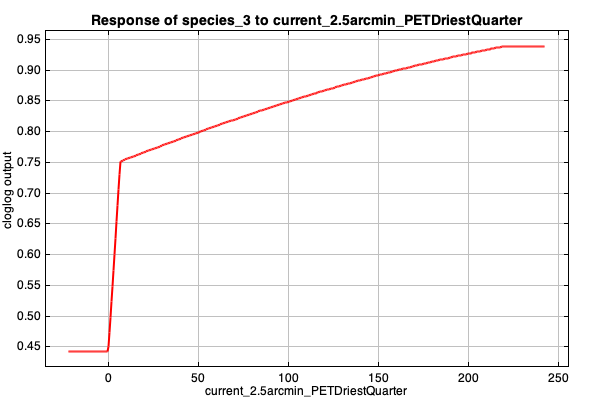 Response of species_3 to current_2.5arcmin_PETDriestQuarter
0.95
0.90
0.85
0.80
0.75
0.70
0.65
0.60
0.55
0.50
0.45
cloglog output
0 50 100 150 200 250
current_2.5arcmin_PETDriestQuarter